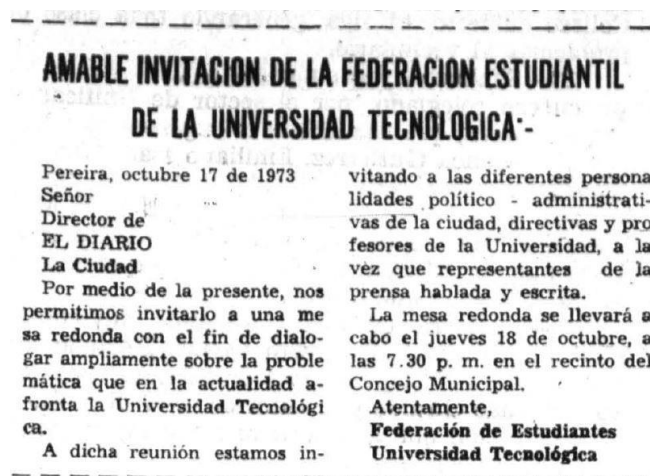 AMABLE INVITACION DE LA FEDERACION ESTUDIANTIL
DE LA UNIVERSIDAD TECNOLOGICA·-
Pereira, octubre 17 de 1973
Señor
Director de
EL DIARIO
La Ciudad
Por medio de la presente, nos
permitimos invitarlo a una me
sa redonda con el fin de dialo-
gar ampliamente sobre la proble
mática que en la actualidad a-
fronta la Universidad Tecnológi
ca.
A dicha reunión estamos in-
vitando a las diferentes persona
lidades político - administrati-
vas de la ciudad, directivas y pro
fesores de la Universidad, a la
vez que representantes de la
prensa hablada y escrita.
La mesa redonda se llevará a
cabo el jueves 18 de octubre, a
las 7.30 p. m. en el recinto del
Concejo Municipal.
Atentamente,
Federación de Estudiantes
Universidad Tecnológica